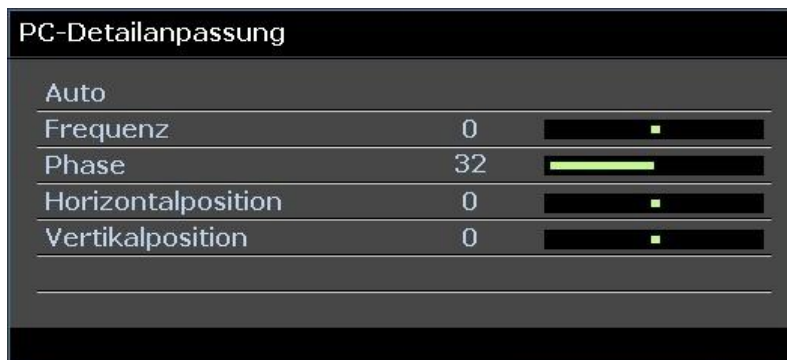 PC-Detailanpassung
Auto
Frequenz 0
Phase 32
Horizontalposition 0
Vertikalposition 0